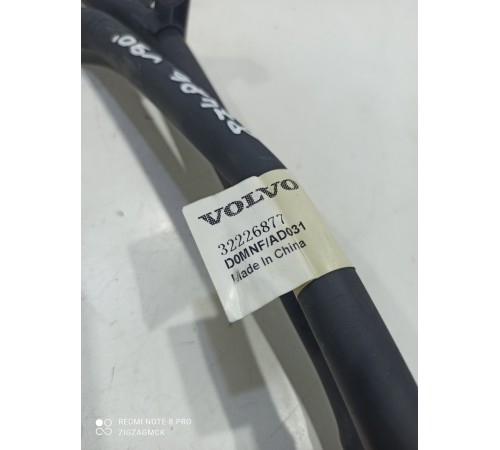 VOLVO
32226877
D0MNF/AD031
Made In China
REDMI NOTE 8 PRO
ZIGZAGMCK